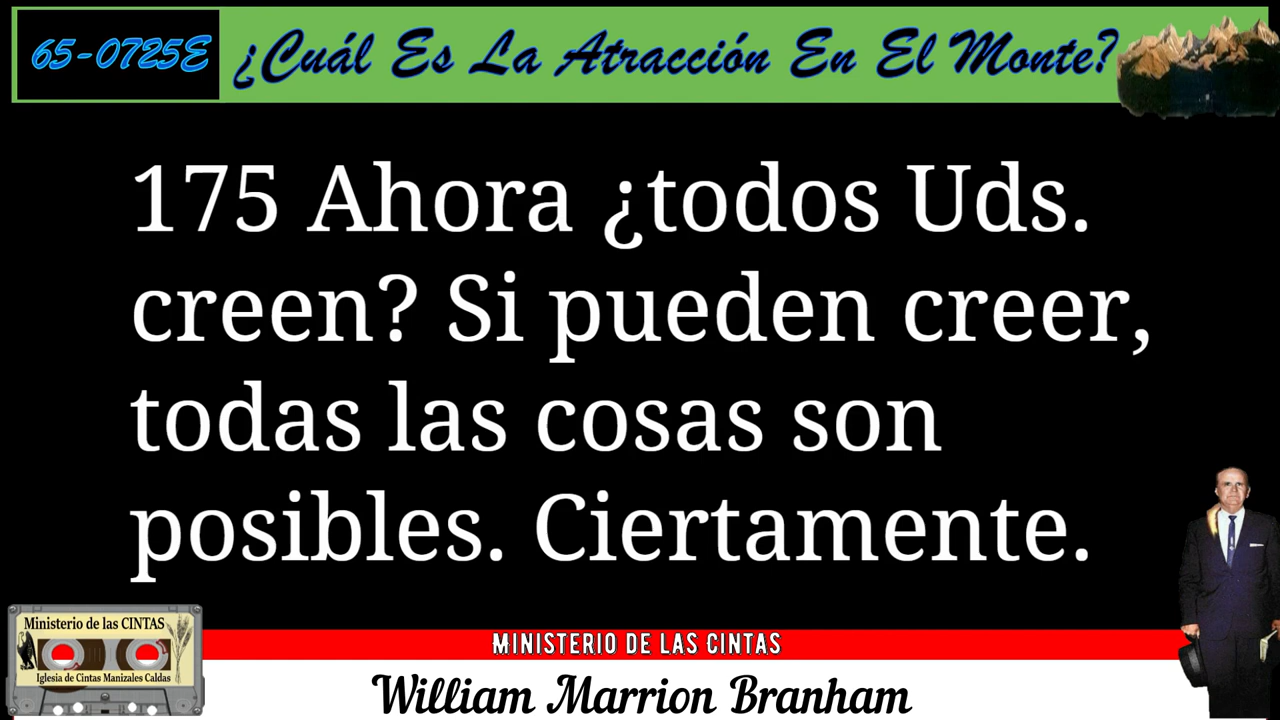 65-0725E ¿Cuál Es La Atracción En El Monte?
175 Ahora ¿todos Uds.
creen? Si pueden creer,
todas las cosas son
posibles. Ciertamente.
Ministerio de las CINTAS
Iglesia de Cintas Manizales Caldas
MINISTERIO DE LAS CINTAS
William Marrion Branham